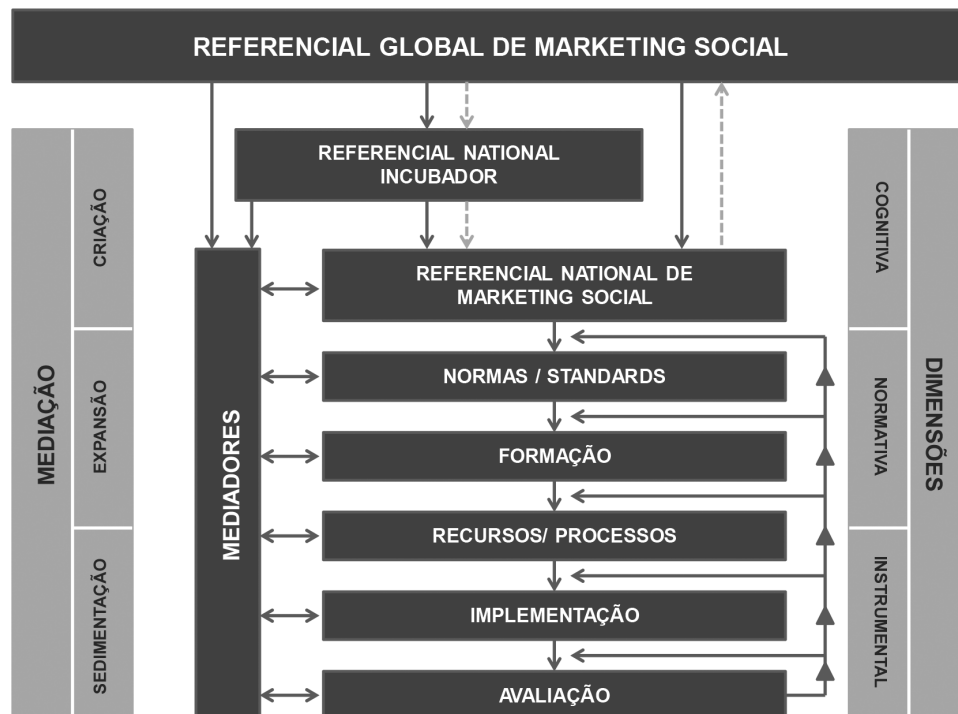 REFERENCIAL GLOBAL DE MARKETING SOCIAL
REFERENCIAL NATIONAL
INCUBADOR
REFERENCIAL NATIONAL DE
MARKETING SOCIAL
NORMAS / STANDARDS
FORMAÇÃO
RECURSOS/ PROCESSOS
IMPLEMENTAÇÃO
AVALIAÇÃO
MEDIADORES
MEDIAÇÃO
CRIAÇÃO
EXPANSÃO
SEDIMENTAÇÃO
COGNITIVA
NORMATIVA
INSTRUMENTAL
DIMENSÕES